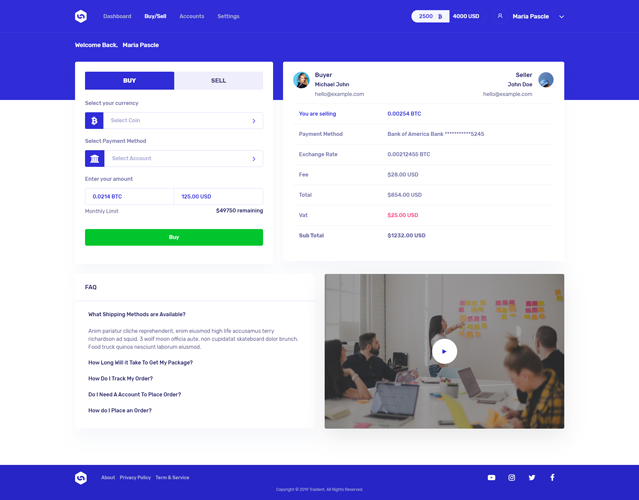 Dashboard Buy/Sell Accounts Settings 2500 4000 USD Maria Pascle
Welcome Back, Maria Pascle
BUY SELL
Select your currency
Select Coin
Select Payment Method
Select Account
Enter your amount
0.0214 BTC 125.00 USD
Monthly Limit $49750 remaining
Buy
Buyer
Michael John
hello@example.com
Seller
John Doe
hello@example.com
You are selling 0.00254 BTC
Payment Method Bank of America Bank ***********5245
Exchange Rate 0.00212455 BTC
Fee $28.00 USD
Total $854.00 USD
Vat $25.00 USD
Sub Total $1232.00 USD
FAQ
What Shipping Methods are Available?
Anim pariatur cliche reprehenderit, enim eiusmod high life accusamus terry
richardson ad squid. 3 wolf moon officia aute, non cupidatat skateboard dolor brunch.
Food truck quinoa nesciunt laborum eiusmod.
How Long Will it Take To Get My Package?
How Do I Track My Order?
Do I Need A Account To Place Order?
How do I Place an Order?
About Privacy Policy Term & Service
Copyright © 2019 Tradient. All Rights Reserved.